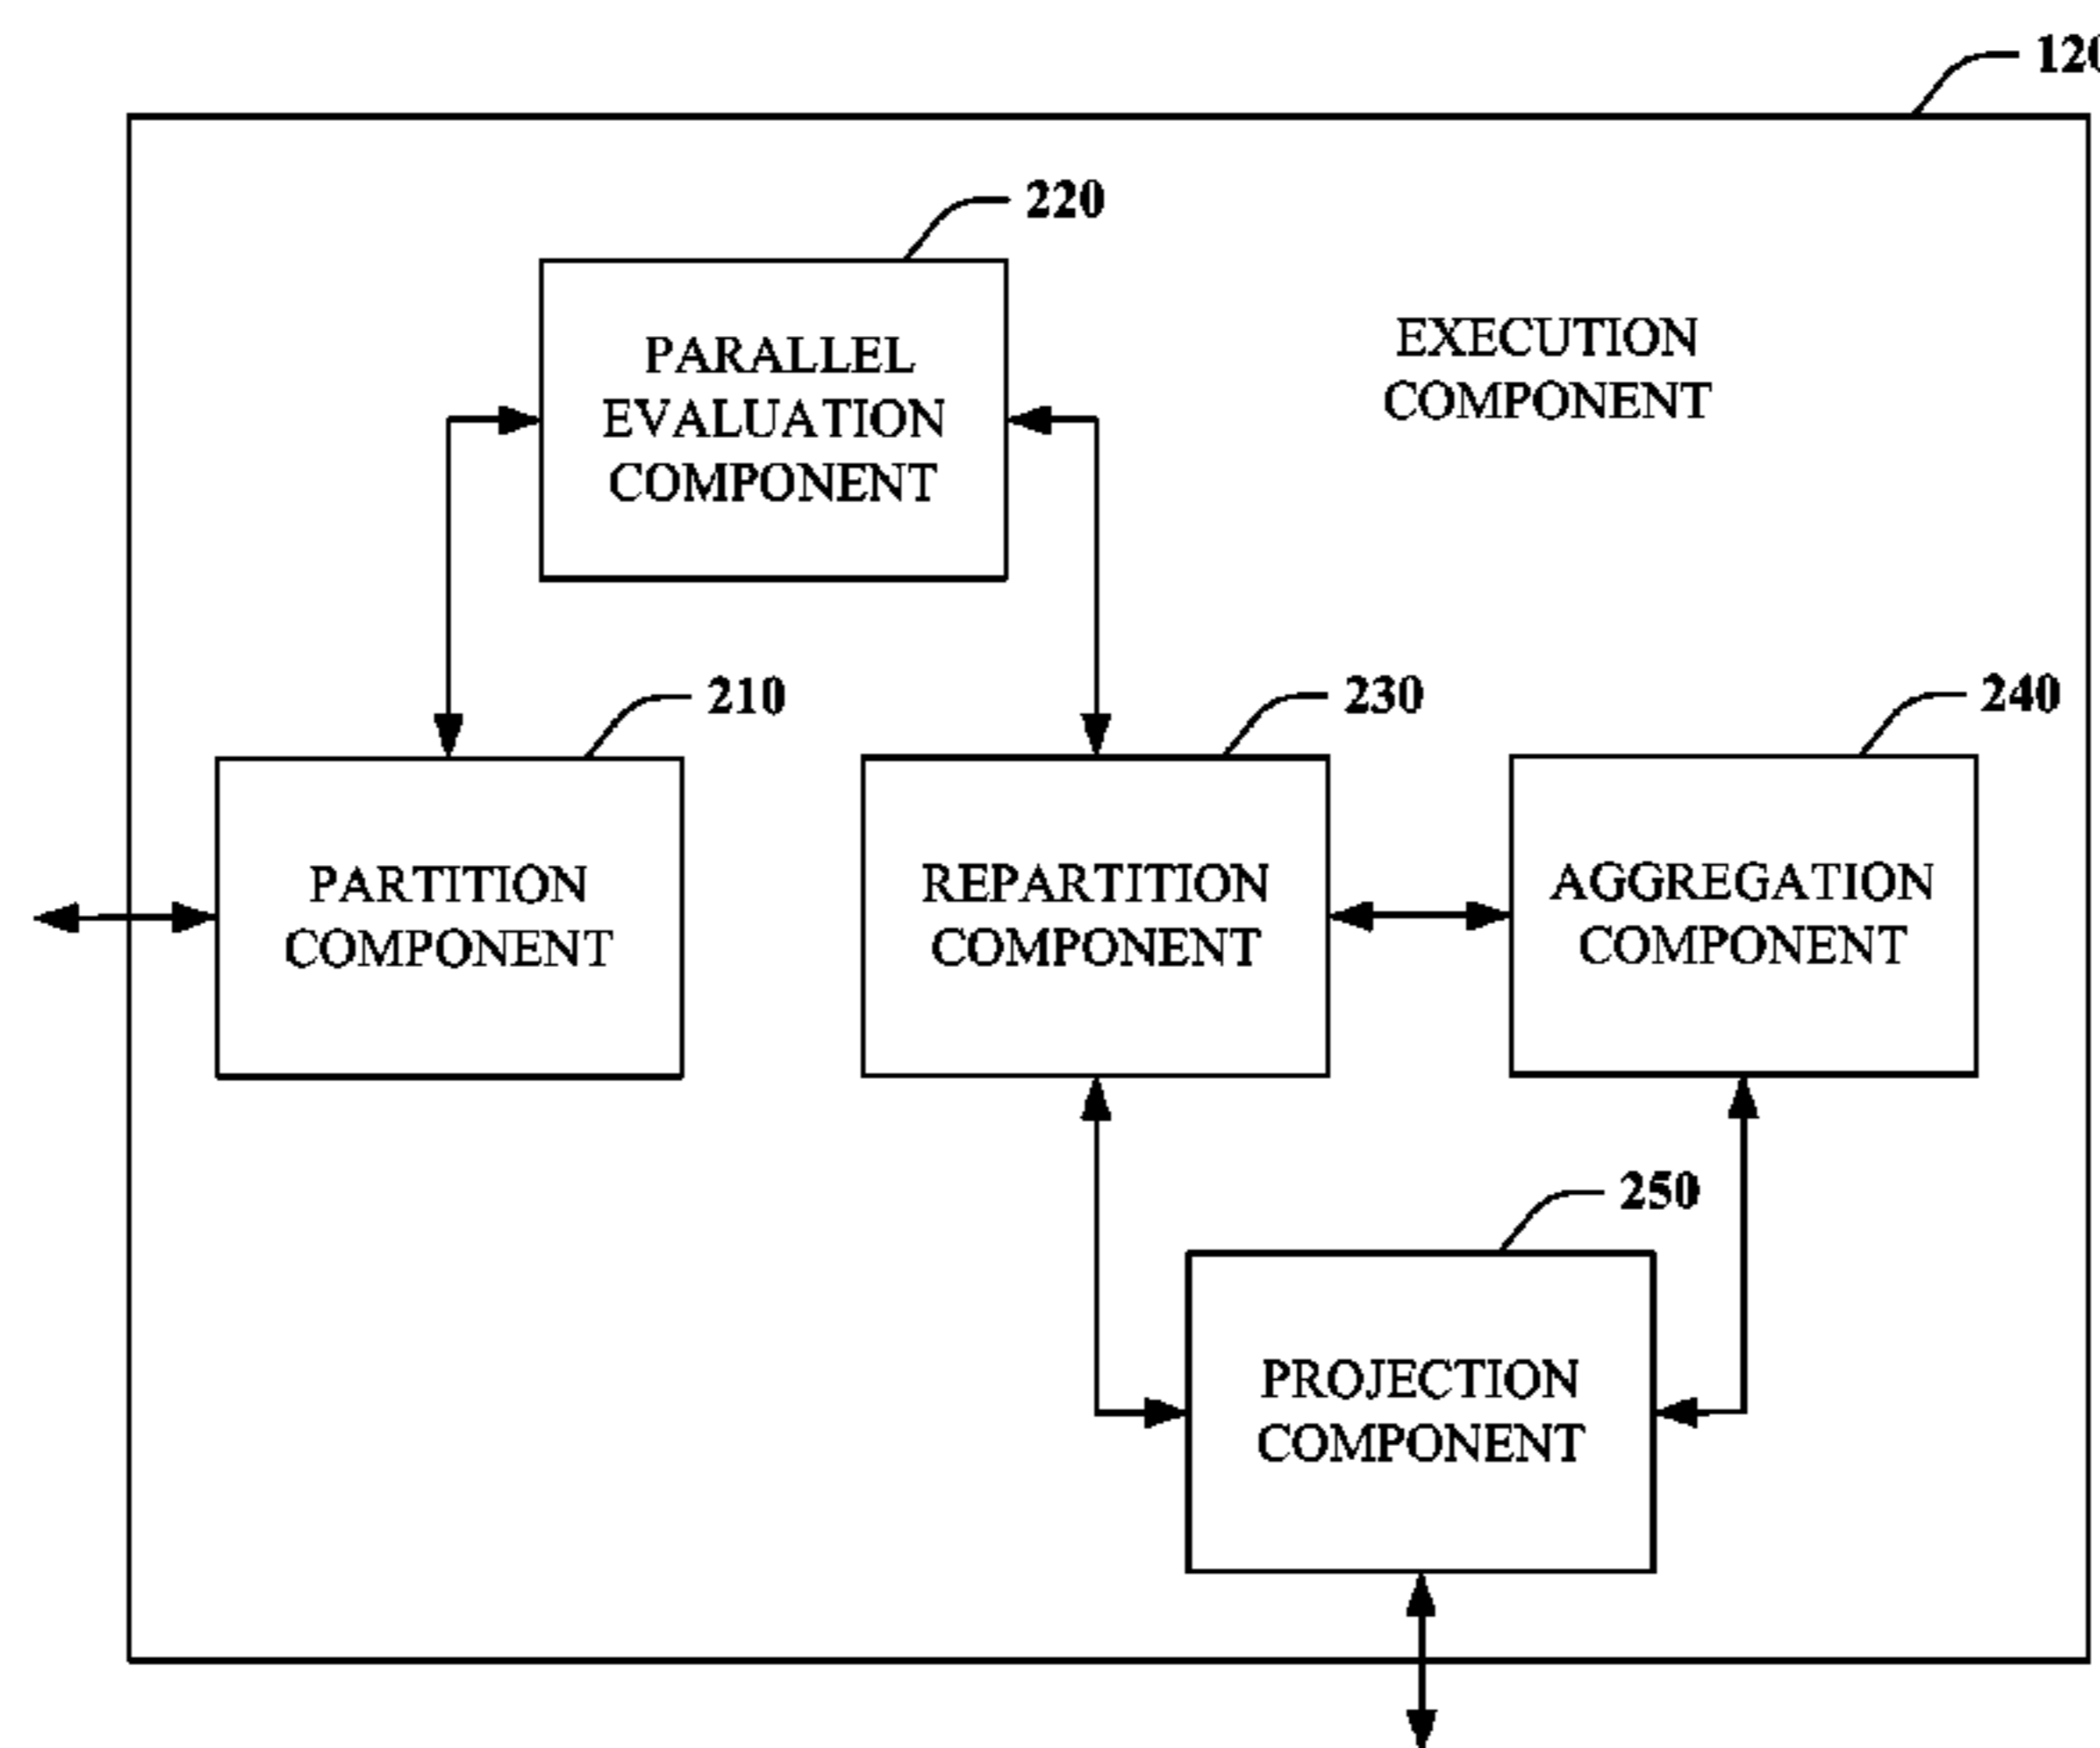 120
220
PARALLEL
EVALUATION
COMPONENT
EXECUTION
COMPONENT
210
230
240
PARTITION
COMPONENT
REPARTITION
COMPONENT
AGGREGATION
COMPONENT
250
PROJECTION
COMPONENT